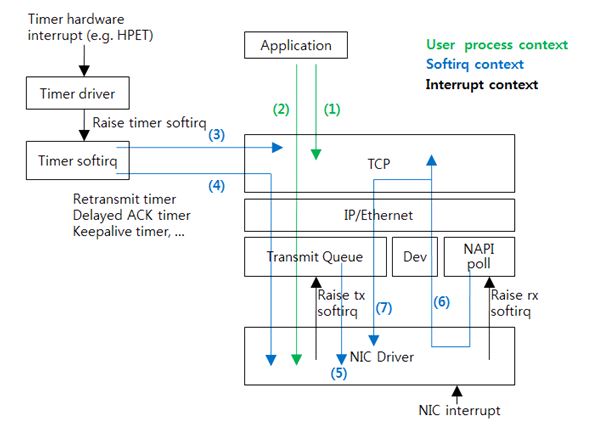 Timer hardware
interrupt (e.g. HPET)
Application
User process context
Softirq context
Interrupt context
Timer driver
(2)
(1)
Raise timer softirq
(3)
Timer softirq
TCP
(4)
Retransmit timer
Delayed ACK timer
Keepalive timer, ...
IP/Ethernet
Transmit Queue
Dev
NAPI
poll
Raise tx
softirq
(7)
(6)
Raise rx
softirq
NIC Driver
(5)
NIC interrupt